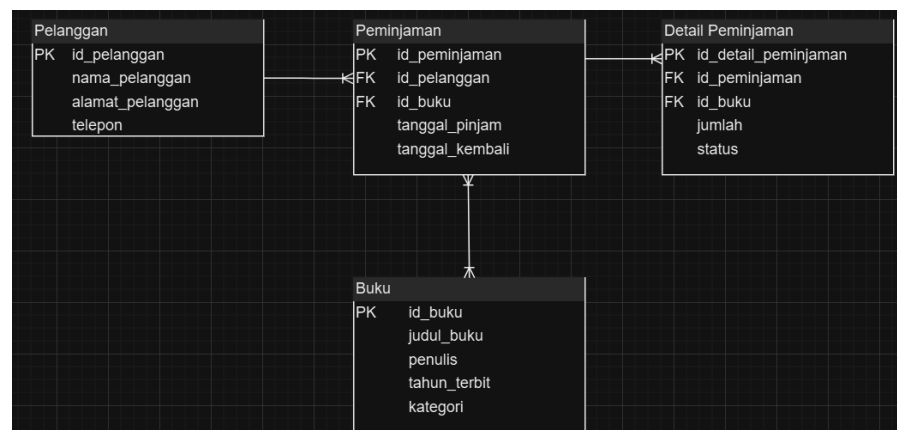 Pelanggan
PK id_pelanggan
nama_pelanggan
alamat_pelanggan
telepon
Peminjaman
PK id_peminjaman
FK id_pelanggan
FK id_buku
tanggal_pinjam
tanggal_kembali
Detail Peminjaman
PK id_detail_peminjaman
FK id_peminjaman
FK id_buku
jumlah
status
Buku
PK id_buku
judul_buku
penulis
tahun_terbit
kategori